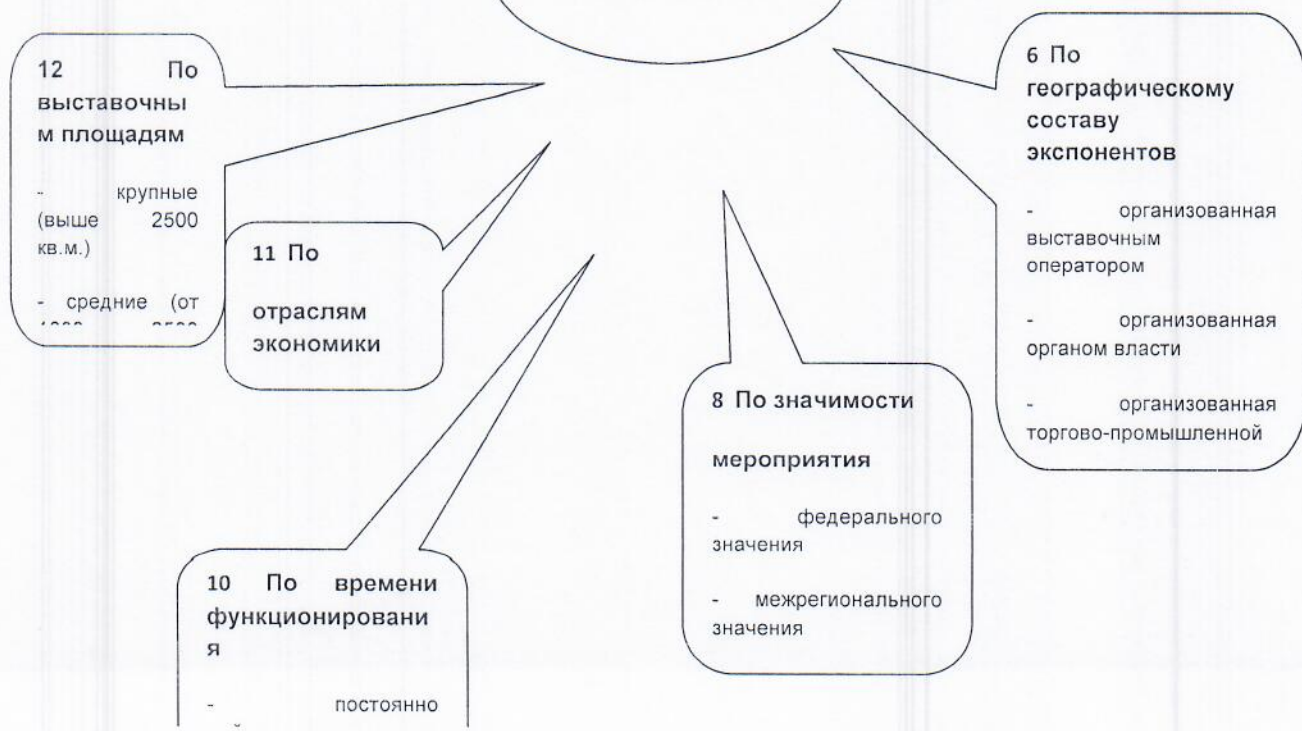 12 По
выставочны
м площадям
- крупные
(выше 2500
кв.м.)
- средние (от
11 По
отраслям
экономики
10 По времени
функционировани
я
- постоянно
8 По значимости
мероприятия
- федерального
значения
- межрегионального
значения
6 По
географическому
составу
экспонентов
- организованная
выставочным
оператором
- организованная
органом власти
- организованная
торгово-промышленной